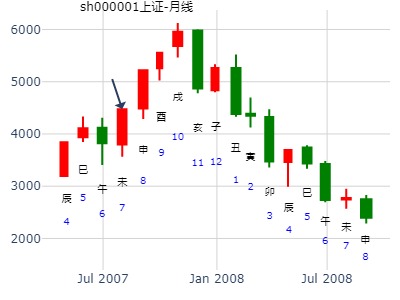 sh000001上证-月线
6000
5000
4000
3000
2000
辰
4
巳
5
午
6
未
7
申
8
酉
9
戌
10
亥
11
子
12
丑
1
寅
2
卯
3
辰
4
巳
5
午
6
未
7
申
8
Jul 2007
Jan 2008
Jul 2008